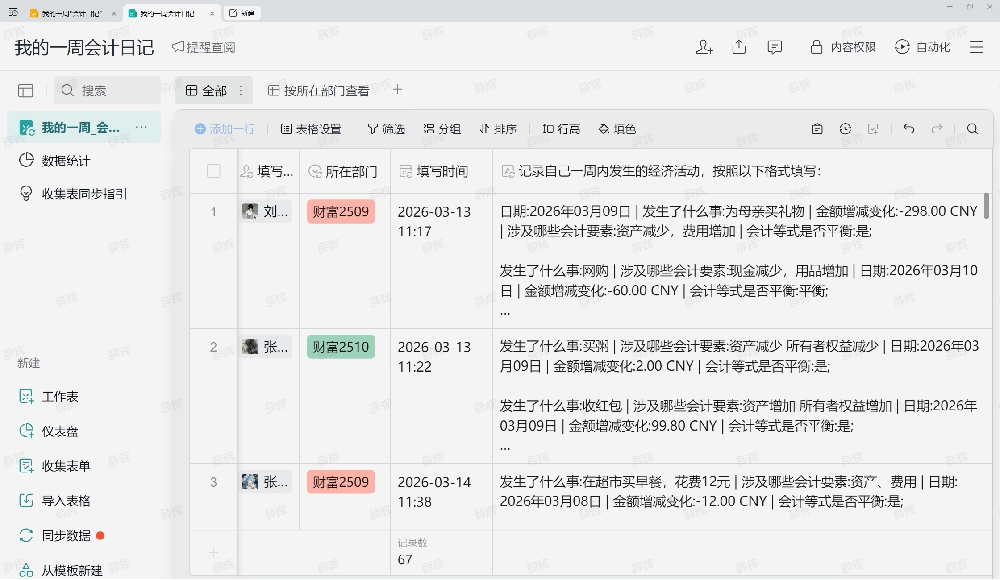 我的一周"会计日记"
我的一周会计日记
新建
我的一周会计日记
提醒查阅
内容权限
自动化
搜索
全部
按所在部门查看
我的一周_会...
数据统计
收集表同步指引
新建
工作表
仪表盘
收集表单
导入表格
同步数据
从模板新建
添加一行
表格设置
筛选
分组
排序
行高
填色
填写...
所在部门
填写时间
记录自己一周内发生的经济活动，按照以下格式填写：
1
刘...
财富2509
2026-03-13
11:17
日期:2026年03月09日 | 发生了什么事:为母亲买礼物 | 金额增减变化:-298.00 CNY
| 涉及哪些会计要素:资产减少，费用增加 | 会计等式是否平衡:是;
发生了什么事:网购 | 涉及哪些会计要素:现金减少，用品增加 | 日期:2026年03月10
日 | 金额增减变化:-60.00 CNY | 会计等式是否平衡:平衡;
...
2
张...
财富2510
2026-03-13
11:22
发生了什么事:买粥 | 涉及哪些会计要素:资产减少 所有者权益减少 | 日期:2026年03
月09日 | 金额增减变化:2.00 CNY | 会计等式是否平衡:是;
发生了什么事:收红包 | 涉及哪些会计要素:资产增加 所有者权益增加 | 日期:2026年
03月09日 | 金额增减变化:99.80 CNY | 会计等式是否平衡:是;
...
3
张...
财富2509
2026-03-14
11:38
发生了什么事:在超市买早餐，花费12元 | 涉及哪些会计要素:资产、费用 | 日期:
2026年03月08日 | 金额增减变化:-12.00 CNY | 会计等式是否平衡:是;
记录数
67
薛辉